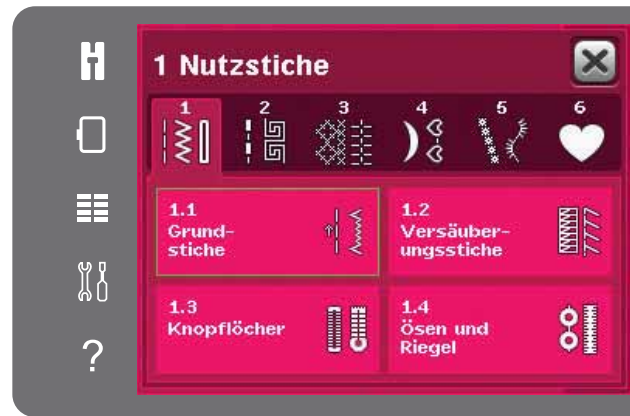 1 Nutzstiche
1 2 3 4 5 6
1.1
Grund-
stiche
1.2
Versäuber-
ungsstiche
1.3
Knopflöcher
1.4
Ösen und
Riegel
?